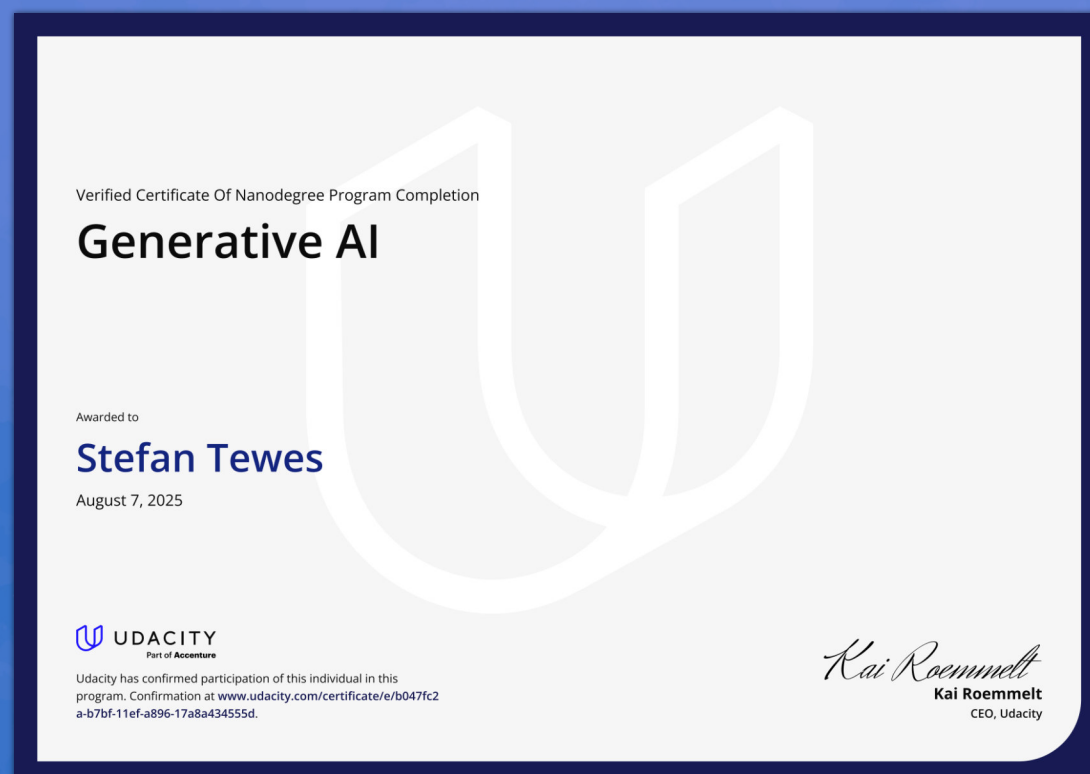 Verified Certificate Of Nanodegree Program Completion
Generative AI
Awarded to
Stefan Tewes
August 7, 2025
UDACITY
Part of Accenture
Udacity has confirmed participation of this individual in this
program. Confirmation at www.udacity.com/certificate/e/b047fc2
a-b7bf-11ef-a896-17a8a434555d.
Kai Roemmelt
Kai Roemmelt
CEO, Udacity